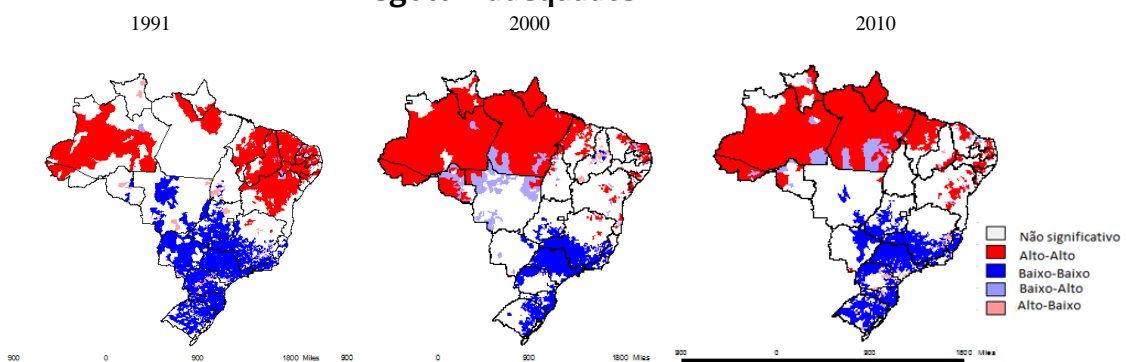 1991 2000 2010
Não significativo
Alto-Alto
Baixo-Baixo
Baixo-Alto
Alto-Baixo
900 0 900 1800 Miles 900 0 900 1800 Miles 900 0 900 1800 Miles